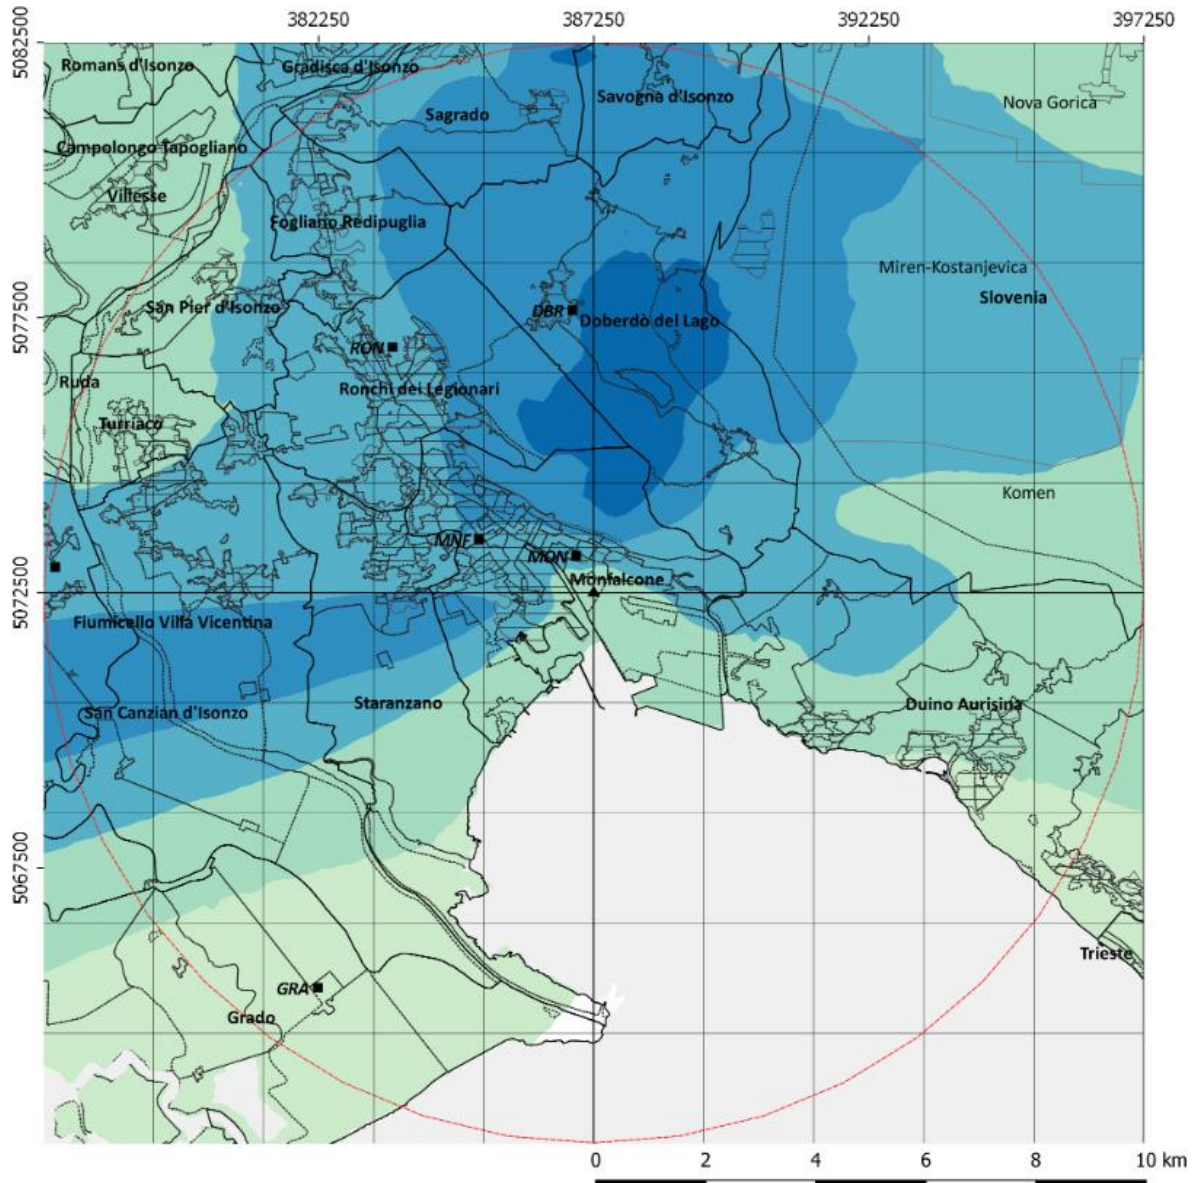 382250 387250 392250 397250
5082500
Romans d'Isonzo
Gradisca d'Isonzo
Savogna d'Isonzo
Nova Gorica
Sagrado
Campolongo Tapogliano
Villesse
Fogliano Redipuglia
Miren-Kostanjevica
Slovenia
San Pier d'Isonzo
5077500
DBR
Doberdò del Lago
RON
Ronchi dei Legionari
Ruda
Turriaco
Komen
MNF
MON
Monfalcone
5072500
Fiumicello Villa Vicentina
San Canzian d'Isonzo
Staranzano
Duino Aurisina
5067500
Trieste
GRA
Grado
0 2 4 6 8 10 km